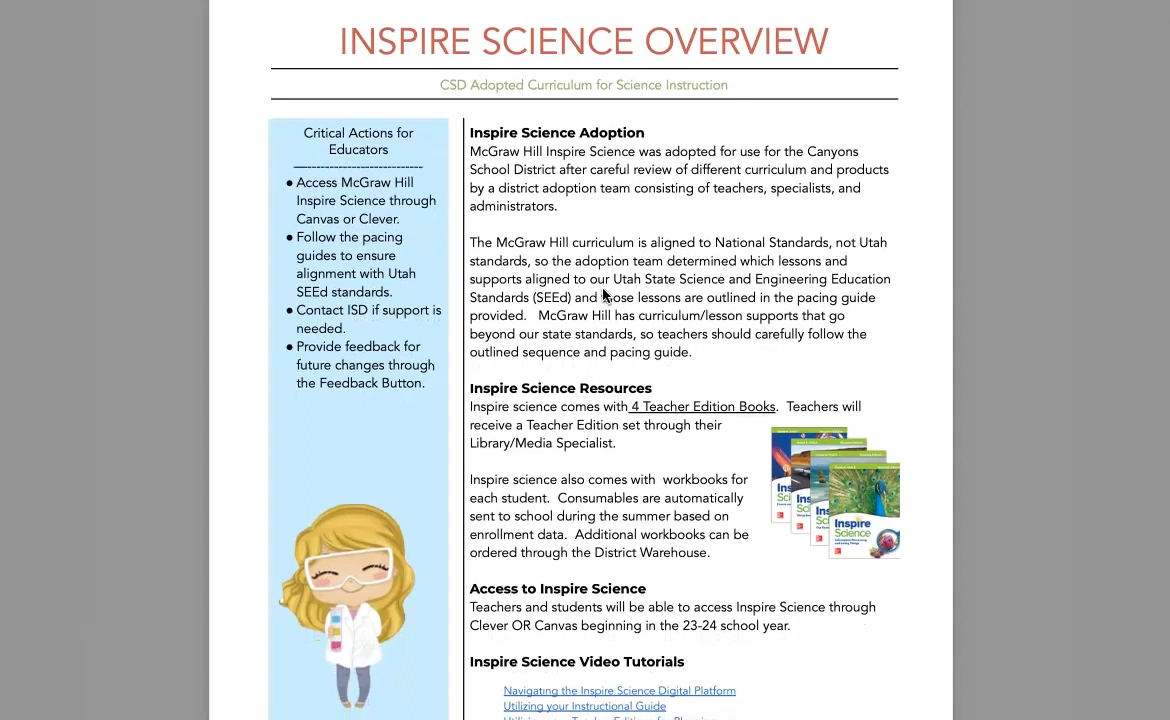 INSPIRE SCIENCE OVERVIEW
CSD Adopted Curriculum for Science Instruction
Critical Actions for
Educators
● Access McGraw Hill
Inspire Science through
Canvas or Clever.
● Follow the pacing
guides to ensure
alignment with Utah
SEEd standards.
● Contact ISD if support is
needed.
● Provide feedback for
future changes through
the Feedback Button.
Inspire Science Adoption
McGraw Hill Inspire Science was adopted for use for the Canyons
School District after careful review of different curriculum and products
by a district adoption team consisting of teachers, specialists, and
administrators.
The McGraw Hill curriculum is aligned to National Standards, not Utah
standards, so the adoption team determined which lessons and
supports aligned to our Utah State Science and Engineering Education
Standards (SEEd) and those lessons are outlined in the pacing guide
provided.   McGraw Hill has curriculum/lesson supports that go
beyond our state standards, so teachers should carefully follow the
outlined sequence and pacing guide.
Inspire Science Resources
Inspire science comes with 4 Teacher Edition Books.  Teachers will
receive a Teacher Edition set through their
Library/Media Specialist.
Inspire science also comes with  workbooks for
each student.  Consumables are automatically
sent to school during the summer based on
enrollment data.  Additional workbooks can be
ordered through the District Warehouse.
Inspire
Science
Access to Inspire Science
Teachers and students will be able to access Inspire Science through
Clever OR Canvas beginning in the 23-24 school year.
Inspire Science Video Tutorials
Navigating the Inspire Science Digital Platform
Utilizing your Instructional Guide